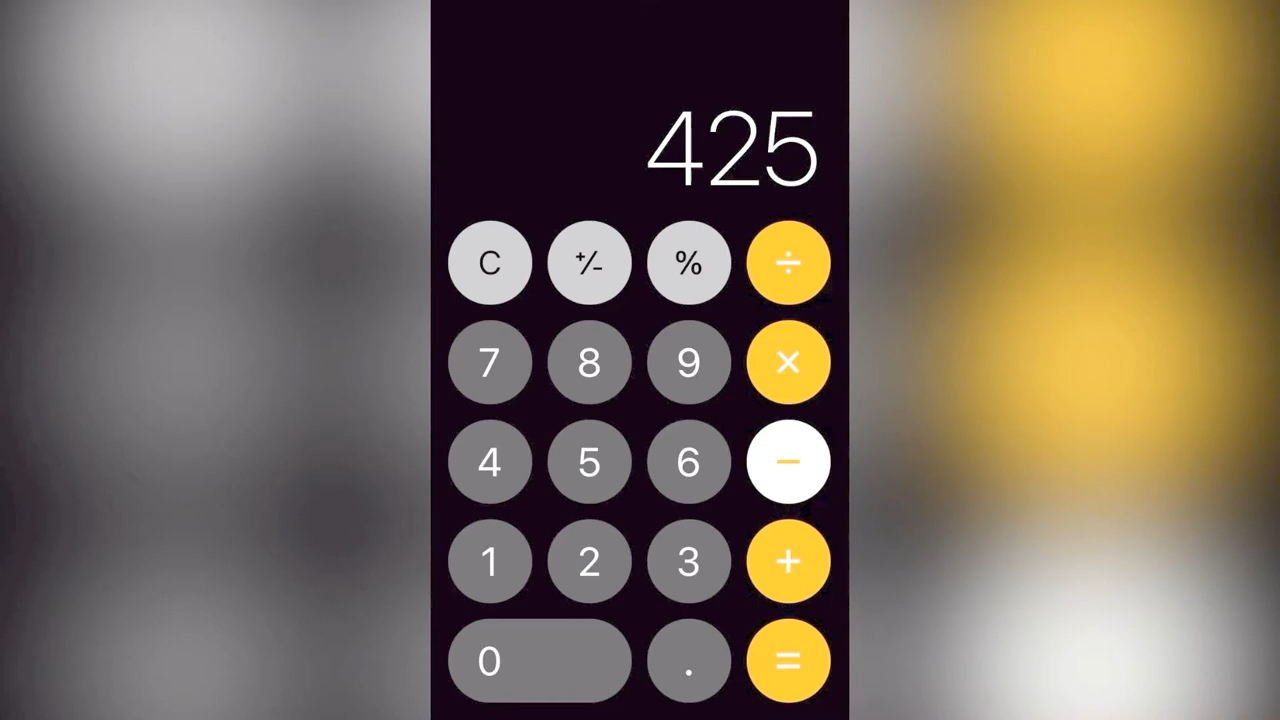 425
C +/- % ÷
7 8 9 ×
4 5 6 −
1 2 3 +
0 . =